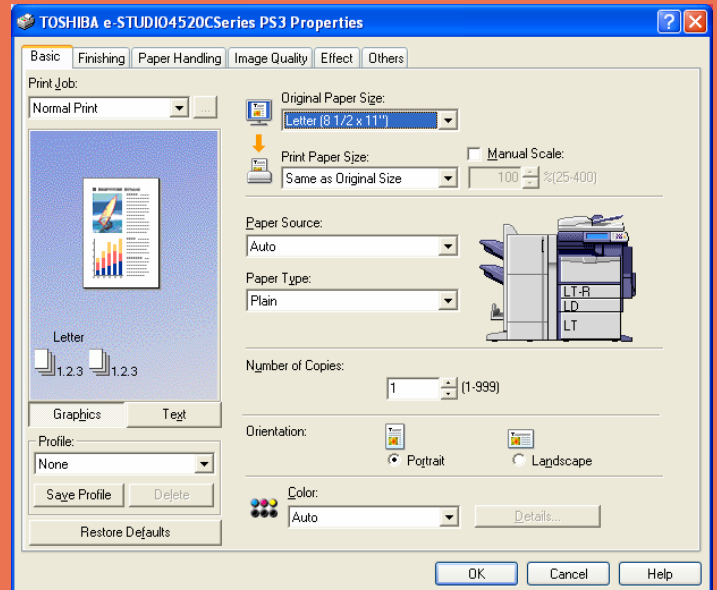 TOSHIBA e-STUDIO4520CSeries PS3 Properties
Basic
Finishing
Paper Handling
Image Quality
Effect
Others
Print Job:
Normal Print
...
Letter
1.2.3
1.2.3
Graphics
Text
Profile:
None
Save Profile
Delete
Restore Defaults
Original Paper Size:
Letter (8 1/2 x 11")
Print Paper Size:
Same as Original Size
Manual Scale:
100 %(25-400)
Paper Source:
Auto
Paper Type:
Plain
LT-R
LD
LT
Number of Copies:
1 (1-999)
Orientation:
Portrait
Landscape
Color:
Auto
Details...
OK
Cancel
Help